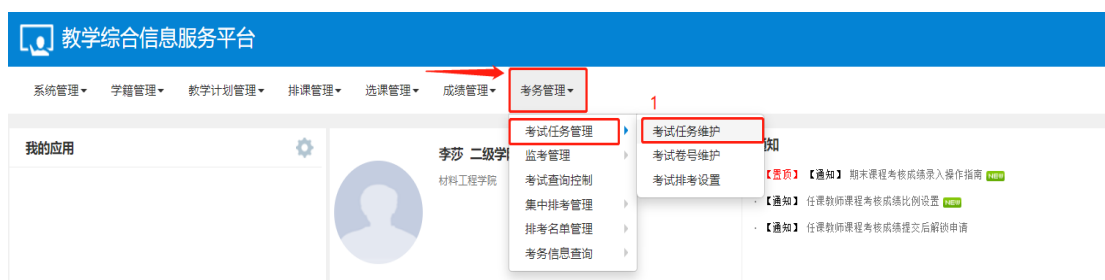 教学综合信息服务平台
系统管理 学籍管理 教学计划管理 排课管理 选课管理 成绩管理 考务管理
1
我的应用
李莎 二级学
材料工程学院
考试任务管理
监考管理
考试查询控制
集中排考管理
排考名单管理
考务信息查询
考试任务维护
考试卷号维护
考试排考设置
知
【置顶】【通知】 期末课程考核成绩录入操作指南 NEW
· 【通知】 任课教师课程考核成绩比例设置 NEW
· 【通知】 任课教师课程考核成绩提交后解锁申请